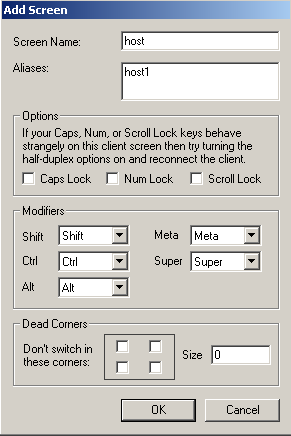 Add Screen
Screen Name: host
Aliases: host1
Options
If your Caps, Num, or Scroll Lock keys behave
strangely on this client screen then try turning the
half-duplex options on and reconnect the client.
Caps Lock Num Lock Scroll Lock
Modifiers
Shift Shift Meta Meta
Ctrl Ctrl Super Super
Alt Alt
Dead Corners
Don't switch in
these corners:
Size 0
OK Cancel